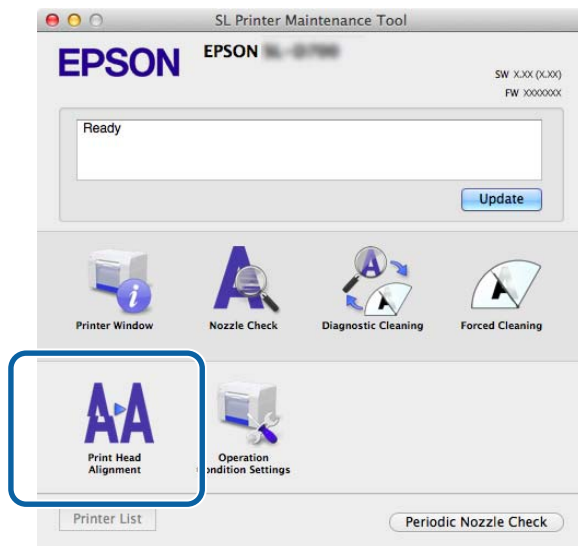 SL Printer Maintenance Tool
EPSON
EPSON
SW X.XX (X.XX)
FW XXXXXXX
Ready
Update
Printer Window
Nozzle Check
Diagnostic Cleaning
Forced Cleaning
Print Head
Alignment
Operation
ondition Settings
Printer List
Periodic Nozzle Check